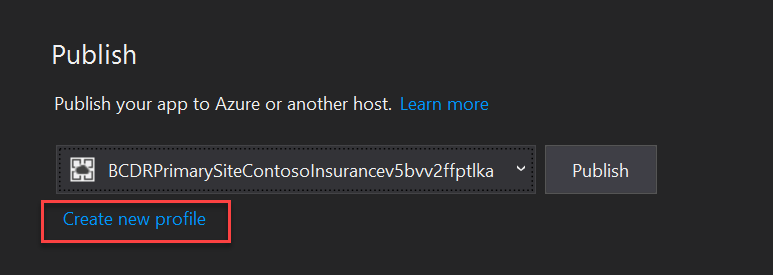 Publish
Publish your app to Azure or another host. Learn more
BCDRPrimarySiteContosoInsurancev5bvv2ffptlka Publish
Create new profile